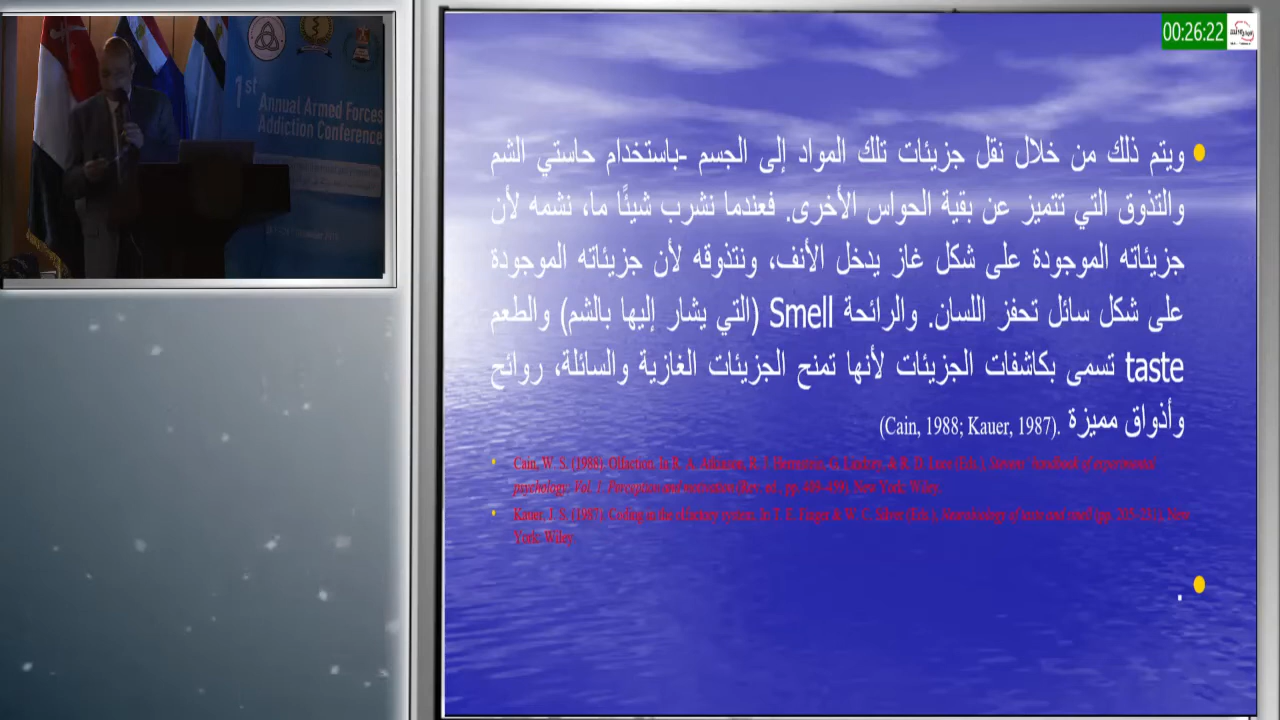 1st
Annual Armed Forces
Addiction Conference
00:26:22
ويتم ذلك من خلال نقل جزيئات تلك المواد إلى الجسم -باستخدام حاستي الشم
والتذوق التي تتميز عن بقية الحواس الأخرى. فعندما نشرب شيئًا ما، نشمه لأن
جزيئاته الموجودة على شكل غاز يدخل الأنف، ونتذوقه لأن جزيئاته الموجودة
على شكل سائل تحفز اللسان. والرائحة Smell (التي يشار إليها بالشم) والطعم
taste تسمى بكاشفات الجزيئات لأنها تمنح الجزيئات الغازية والسائلة، روائح
وأذواق مميزة .(Cain, 1988; Kauer, 1987)
Cain, W. S. (1988). Olfaction. In R. A. Atkinson, R. J. Herrnstein, G. Lindzey, & R. D. Luce (Eds.), Stevens' handbook of experimental
psychology: Vol. 1. Perception and motivation (Rev. ed., pp. 409–459). New York: Wiley.
Kauer, J. S. (1987). Coding in the olfactory system. In T. E. Finger & W. C. Silver (Eds.), Neurobiology of taste and smell (pp. 205–231). New
York: Wiley.
.